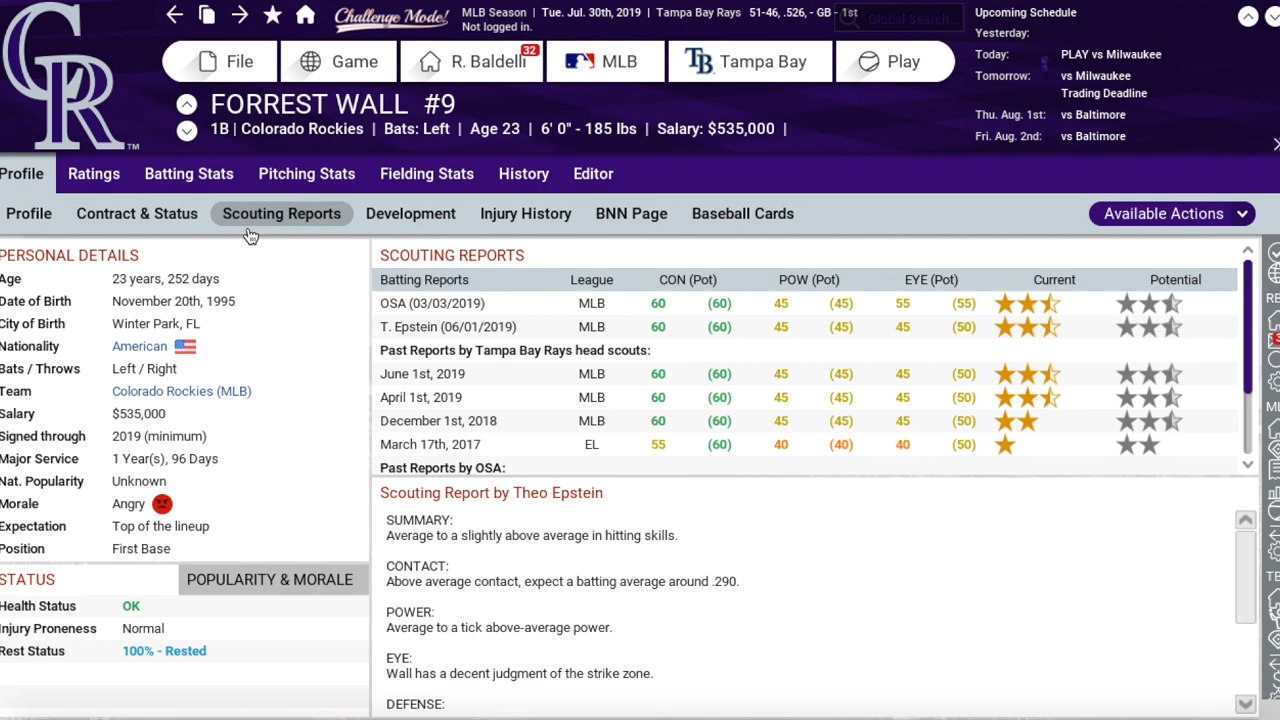 Challenge Mode!
MLB Season | Tue. Jul. 30th, 2019 | Tampa Bay Rays 51-46, .526, - GB - 1st
Not logged in.
Global Search...
Upcoming Schedule
Yesterday:
Today: PLAY vs Milwaukee
Tomorrow: vs Milwaukee
Trading Deadline
Thu. Aug. 1st: vs Baltimore
Fri. Aug. 2nd: vs Baltimore
File
Game
R. Baldelli 32
MLB
TB Tampa Bay
Play
CR TM
FORREST WALL #9
1B | Colorado Rockies | Bats: Left | Age 23 | 6' 0" - 185 lbs | Salary: $535,000 |
Profile Ratings Batting Stats Pitching Stats Fielding Stats History Editor
Profile Contract & Status Scouting Reports Development Injury History BNN Page Baseball Cards Available Actions
PERSONAL DETAILS
Age 23 years, 252 days
Date of Birth November 20th, 1995
City of Birth Winter Park, FL
Nationality American
Bats / Throws Left / Right
Team Colorado Rockies (MLB)
Salary $535,000
Signed through 2019 (minimum)
Major Service 1 Year(s), 96 Days
Nat. Popularity Unknown
Morale Angry
Expectation Top of the lineup
Position First Base
STATUS POPULARITY & MORALE
Health Status OK
Injury Proneness Normal
Rest Status 100% - Rested
SCOUTING REPORTS
Batting Reports League CON (Pot) POW (Pot) EYE (Pot) Current Potential
OSA (03/03/2019) MLB 60 (60) 45 (45) 55 (55)
T. Epstein (06/01/2019) MLB 60 (60) 45 (45) 45 (50)
Past Reports by Tampa Bay Rays head scouts:
June 1st, 2019 MLB 60 (60) 45 (45) 45 (50)
April 1st, 2019 MLB 60 (60) 45 (45) 45 (50)
December 1st, 2018 MLB 60 (60) 45 (45) 45 (50)
March 17th, 2017 EL 55 (60) 40 (40) 40 (50)
Past Reports by OSA:
Scouting Report by Theo Epstein
SUMMARY:
Average to a slightly above average in hitting skills.
CONTACT:
Above average contact, expect a batting average around .290.
POWER:
Average to a tick above-average power.
EYE:
Wall has a decent judgment of the strike zone.
DEFENSE: